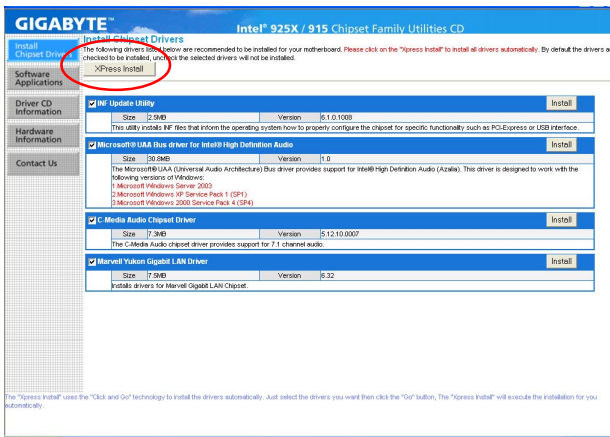 GIGABYTE™
Intel® 925X / 915 Chipset Family Utilities CD
Install
Chipset Drivers
Software
Applications
Driver CD
Information
Hardware
Information
Contact Us
Install Chipset Drivers
The following drivers listed below are recommended to be installed for your motherboard. Please click on the "Xpress Install" to install all drivers automatically. By default the drivers a
checked to be installed, uncheck the selected drivers will not be installed.
XPress Install
INF Update Utility Install
Size 2.5MB Version 6.1.0.1008
This utility installs INF files that inform the operating system how to properly configure the chipset for specific functionality such as PCI-Express or USB interface.
Microsoft® UAA Bus driver for Intel® High Definition Audio Install
Size 30.8MB Version 1.0
The Microsoft® UAA (Universal Audio Architecture) Bus driver provides support for Intel® High Definition Audio (Azalia). This driver is designed to work with the
following versions of Windows:
1.Microsoft Windows Server 2003
2.Microsoft Windows XP Service Pack 1 (SP1)
3.Microsoft Windows 2000 Service Pack 4 (SP4)
C-Media Audio Chipset Driver Install
Size 7.3MB Version 5.12.10.0007
The C-Media Audio chipset driver provides support for 7.1 channel audio.
Marvell Yukon Gigabit LAN Driver Install
Size 7.5MB Version 6.32
Installs drivers for Marvell Gigabit LAN Chipset.
The "Xpress Install" uses the "Click and Go" technology to install the drivers automatically. Just select the drivers you want then click the "Go" button, The "Xpress Install" will execute the installation for you
automatically.